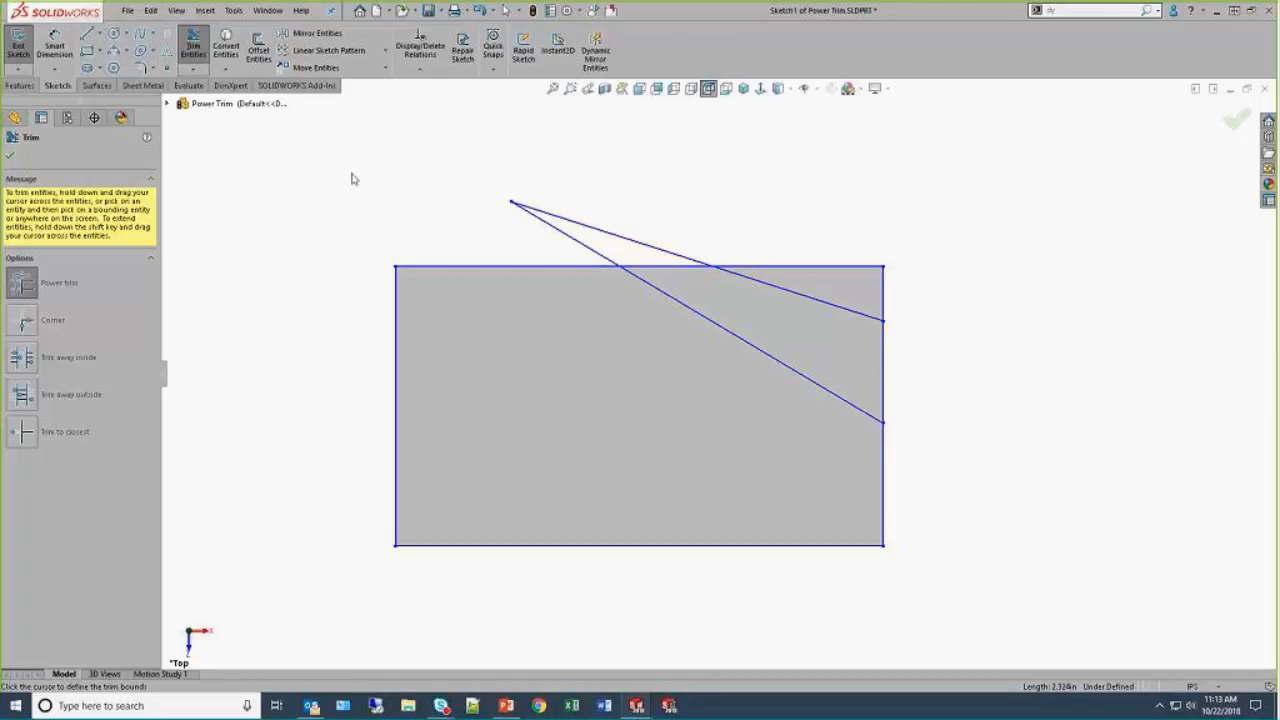 SOLIDWORKS File Edit View Insert Tools Window Help Sketch1 of Power Trim.SLDPRT * dy
Exit Sketch
Smart Dimension
Trim Entities
Convert Entities
Offset Entities
Mirror Entities
Linear Sketch Pattern
Move Entities
Display/Delete Relations
Repair Sketch
Quick Snaps
Rapid Sketch
Instant2D
Dynamic Mirror Entities
Features Sketch Surfaces Sheet Metal Evaluate DimXpert SOLIDWORKS Add-Ins
Power Trim (Default<<D...
Trim
Message
To trim entities, hold down and drag your
cursor across the entities, or pick on an
entity and then pick on a bounding entity
or anywhere on the screen. To extend
entities, hold down the shift key and drag
your cursor across the entities.
Options
Power trim
Corner
Trim away inside
Trim away outside
Trim to closest
X
Z
*Top
Model 3D Views Motion Study 1
Click the cursor to define the trim bounds Length: 2.324in Under Defined IPS
Type here to search
11:13 AM
10/22/2018